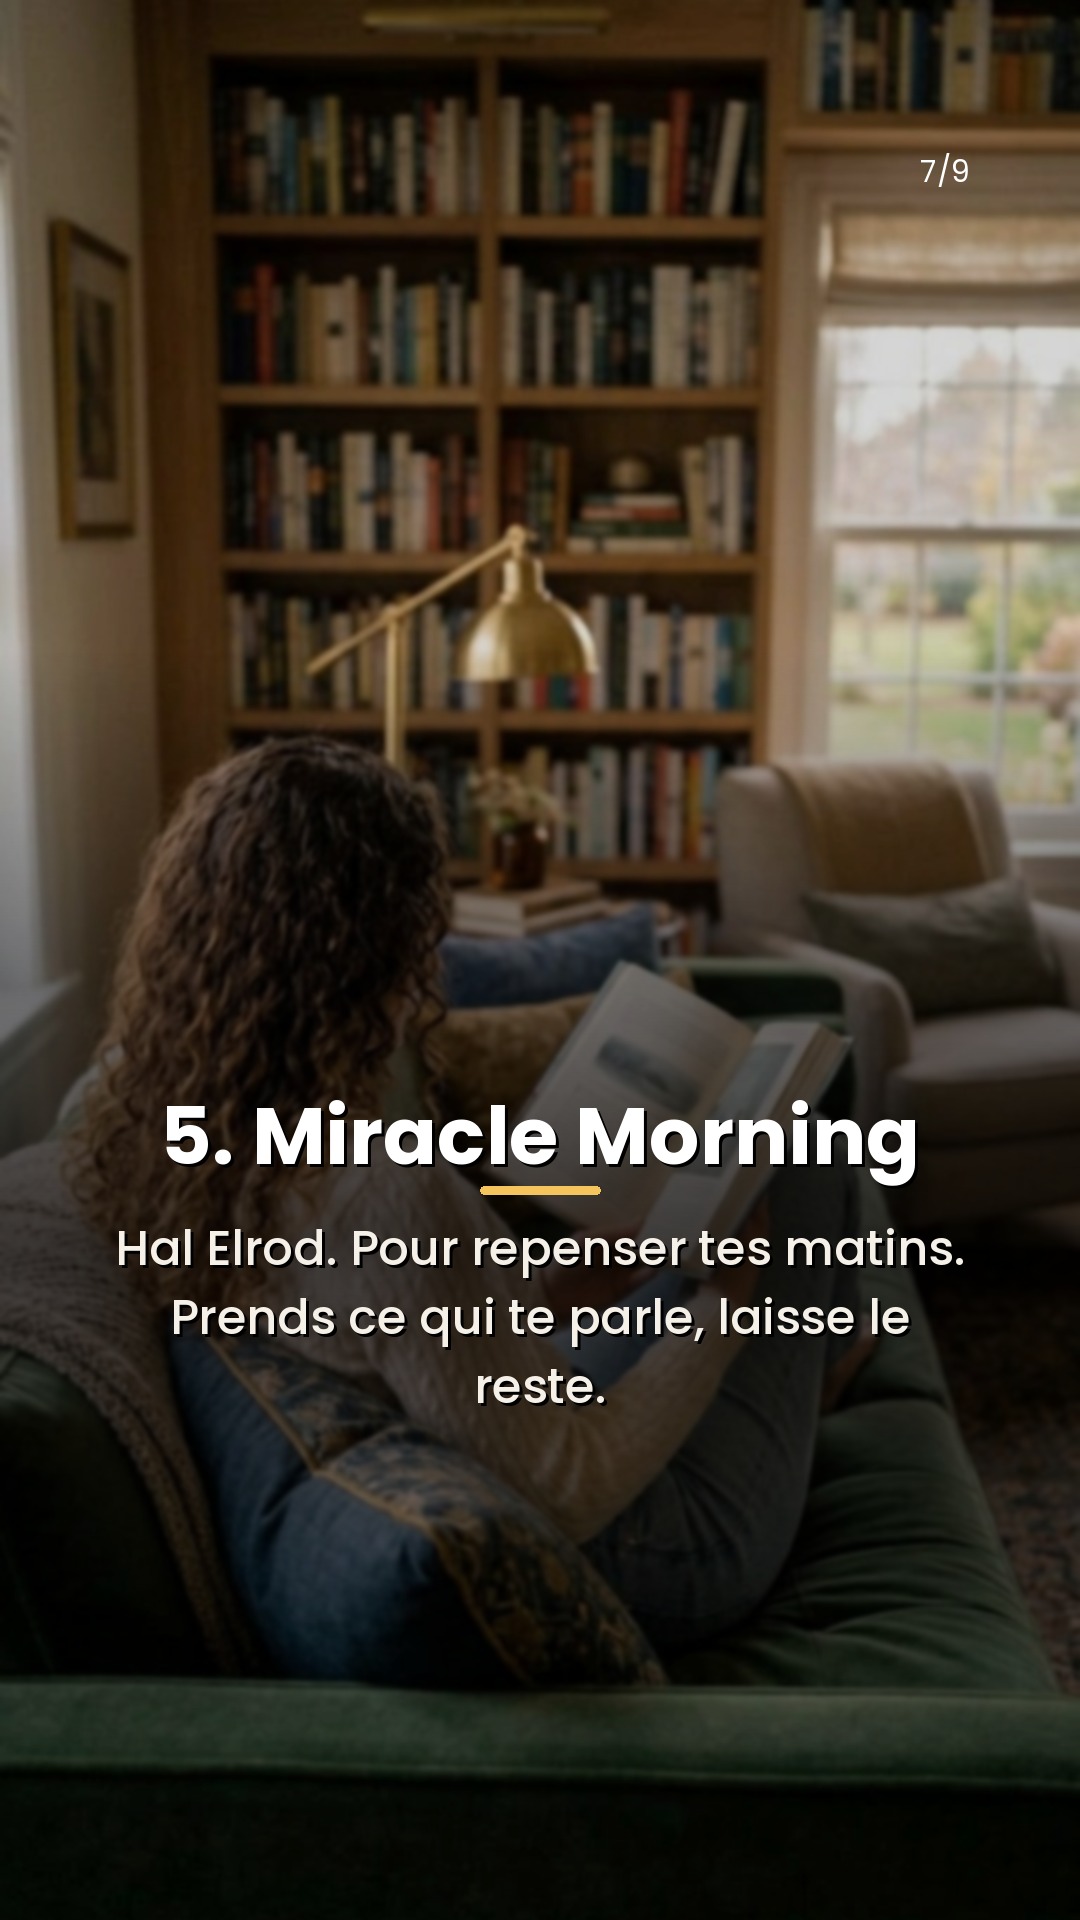 7/9
5. Miracle Morning
Hal Elrod. Pour repenser tes matins.
Prends ce qui te parle, laisse le
reste.